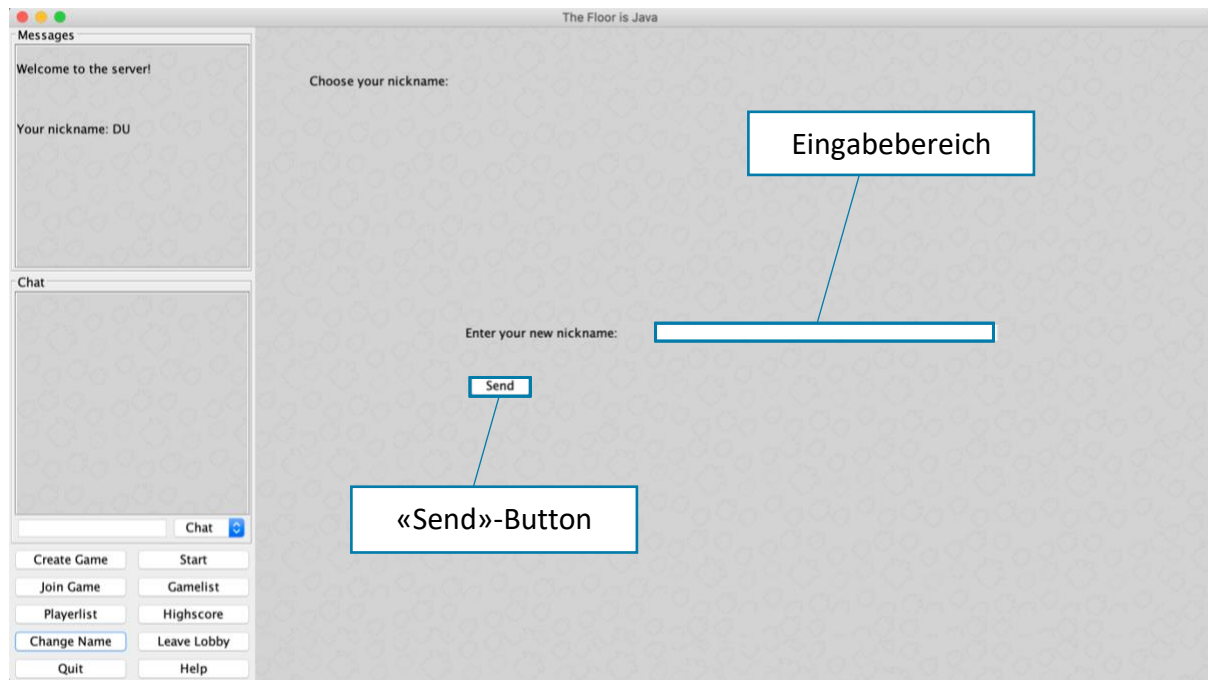 The Floor is Java
Messages
Welcome to the server!
Your nickname: DU
Chat
Chat
Create Game
Start
Join Game
Gamelist
Playerlist
Highscore
Change Name
Leave Lobby
Quit
Help
Choose your nickname:
Eingabebereich
Enter your new nickname:
Send
«Send»-Button